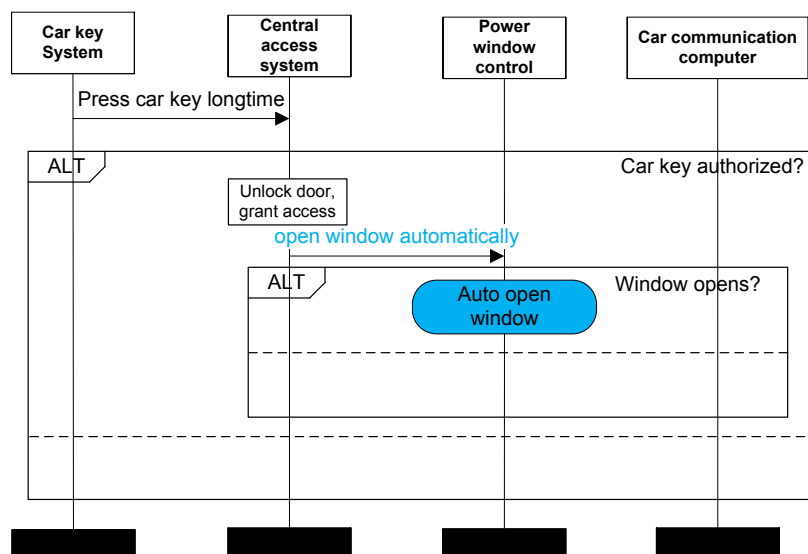 Car key
System
Central
access
system
Power
window
control
Car communication
computer
Press car key longtime
ALT
Car key authorized?
Unlock door,
grant access
open window automatically
ALT
Window opens?
Auto open
window